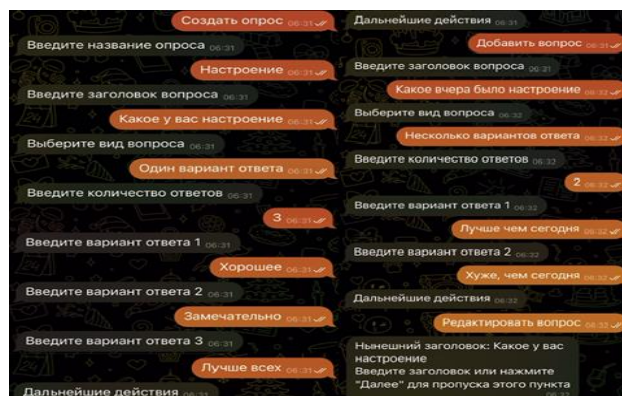 Создать опрос 06:31
Введите название опроса 06:31
Настроение 06:31
Введите заголовок вопроса 06:31
Какое у вас настроение 06:31
Выберите вид вопроса 06:31
Один вариант ответа 06:31
Введите количество ответов 06:31
3 06:31
Введите вариант ответа 1 06:31
Хорошее 06:31
Введите вариант ответа 2 06:31
Замечательно 06:31
Введите вариант ответа 3 06:31
Лучше всех 06:31
Дальнейшие действия 06:31
Дальнейшие действия 06:31
Добавить вопрос 06:31
Введите заголовок вопроса 06:31
Какое вчера было настроение 06:32
Выберите вид вопроса 06:32
Несколько вариантов ответа 06:32
Введите количество ответов 06:32
2 06:32
Введите вариант ответа 1 06:32
Лучше чем сегодня 06:32
Введите вариант ответа 2 06:32
Хуже, чем сегодня 06:32
Дальнейшие действия 06:32
Редактировать вопрос 06:32
Нынешний заголовок: Какое у вас
настроение
Введите заголовок или нажмите
"Далее" для пропуска этого пункта
06:32